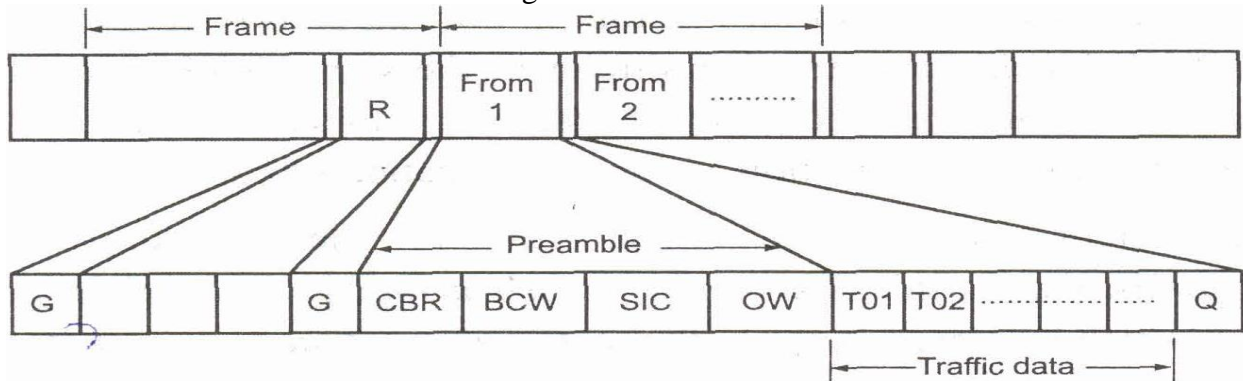 Frame Frame
R From 1 From 2 ..........
Preamble
G G CBR BCW SIC OW T01 T02 .......................... Q
Traffic data